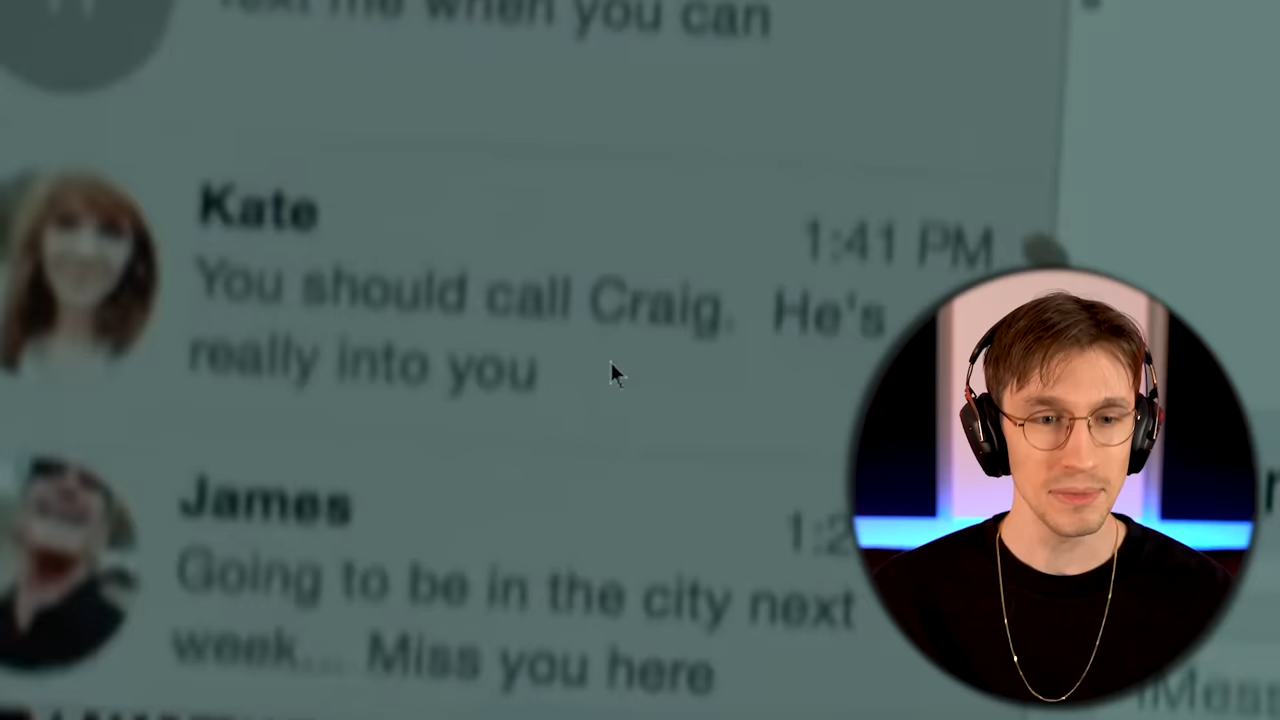 Text me when you can
Kate
1:41 PM
You should call Craig. He's
really into you
James
Going to be in the city next
week... Miss you here